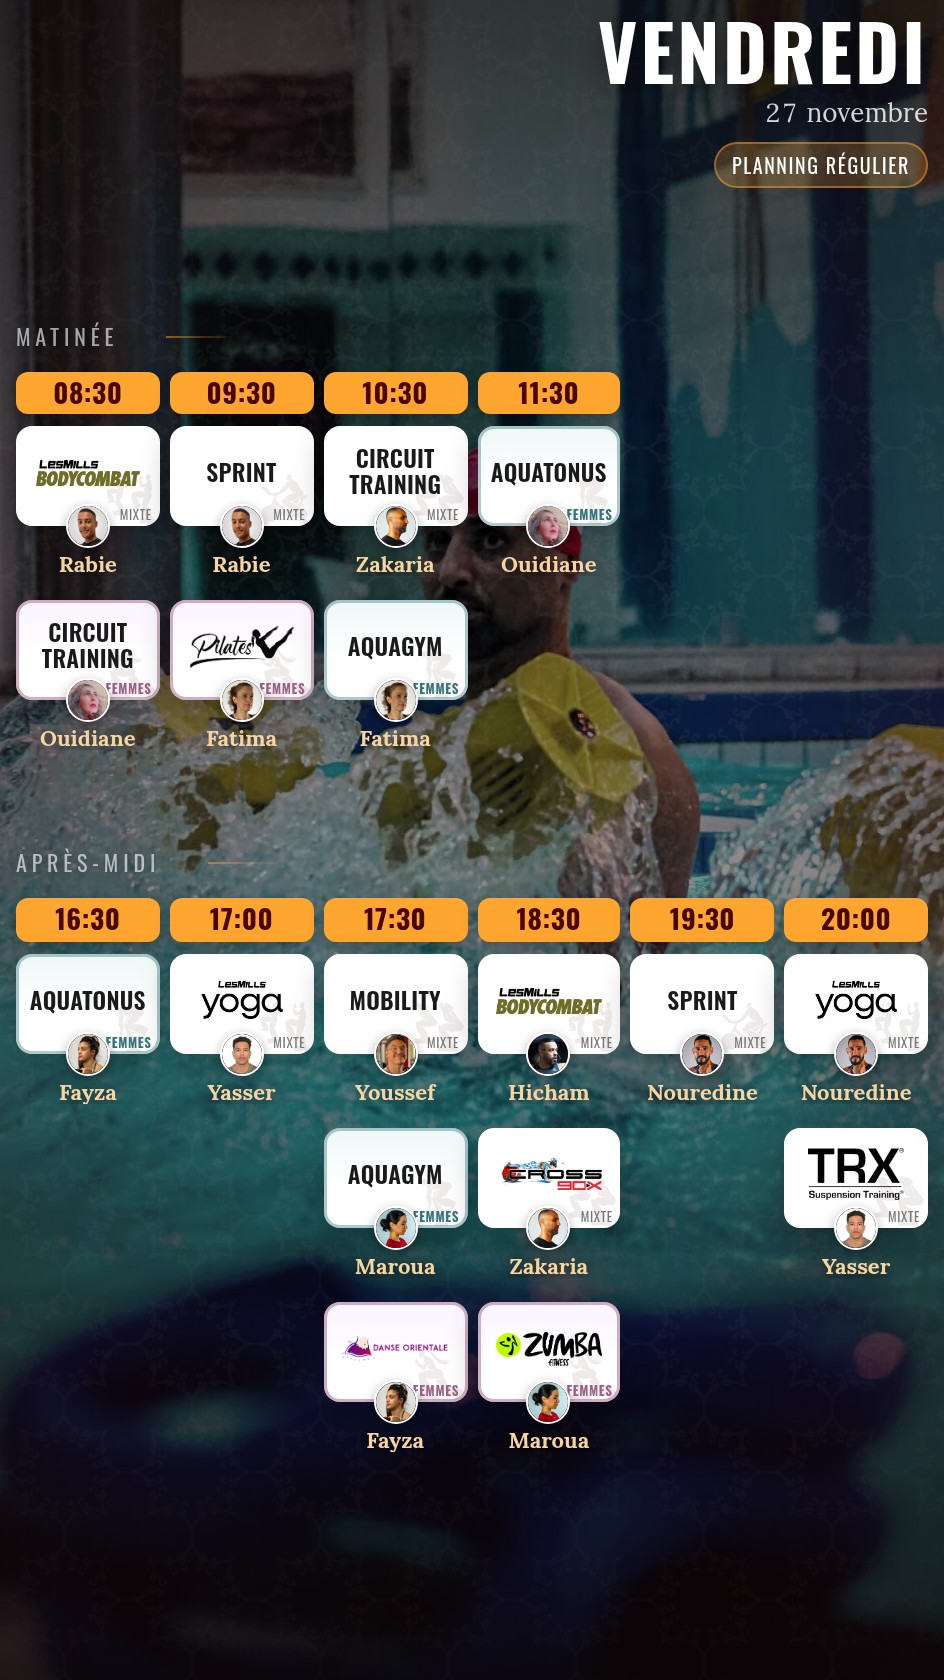 VENDREDI
27 novembre
PLANNING RÉGULIER
MATINÉE
08:30
09:30
10:30
11:30
LesMILLS
BODYCOMBAT
MIXTE
Rabie
SPRINT
MIXTE
Rabie
CIRCUIT
TRAINING
MIXTE
Zakaria
AQUATONUS
FEMMES
Ouidiane
CIRCUIT
TRAINING
FEMMES
Ouidiane
Pilates
FEMMES
Fatima
AQUAGYM
FEMMES
Fatima
APRÈS-MIDI
16:30
17:00
17:30
18:30
19:30
20:00
AQUATONUS
FEMMES
Fayza
LesMILLS
yoga
MIXTE
Yasser
MOBILITY
MIXTE
Youssef
LesMILLS
BODYCOMBAT
MIXTE
Hicham
SPRINT
MIXTE
Nouredine
LesMILLS
yoga
MIXTE
Nouredine
AQUAGYM
FEMMES
Maroua
CROSS
90X
MIXTE
Zakaria
TRX®
Suspension Training®
MIXTE
Yasser
DANSE ORIENTALE
FEMMES
Fayza
ZUMBA
FITNESS
FEMMES
Maroua